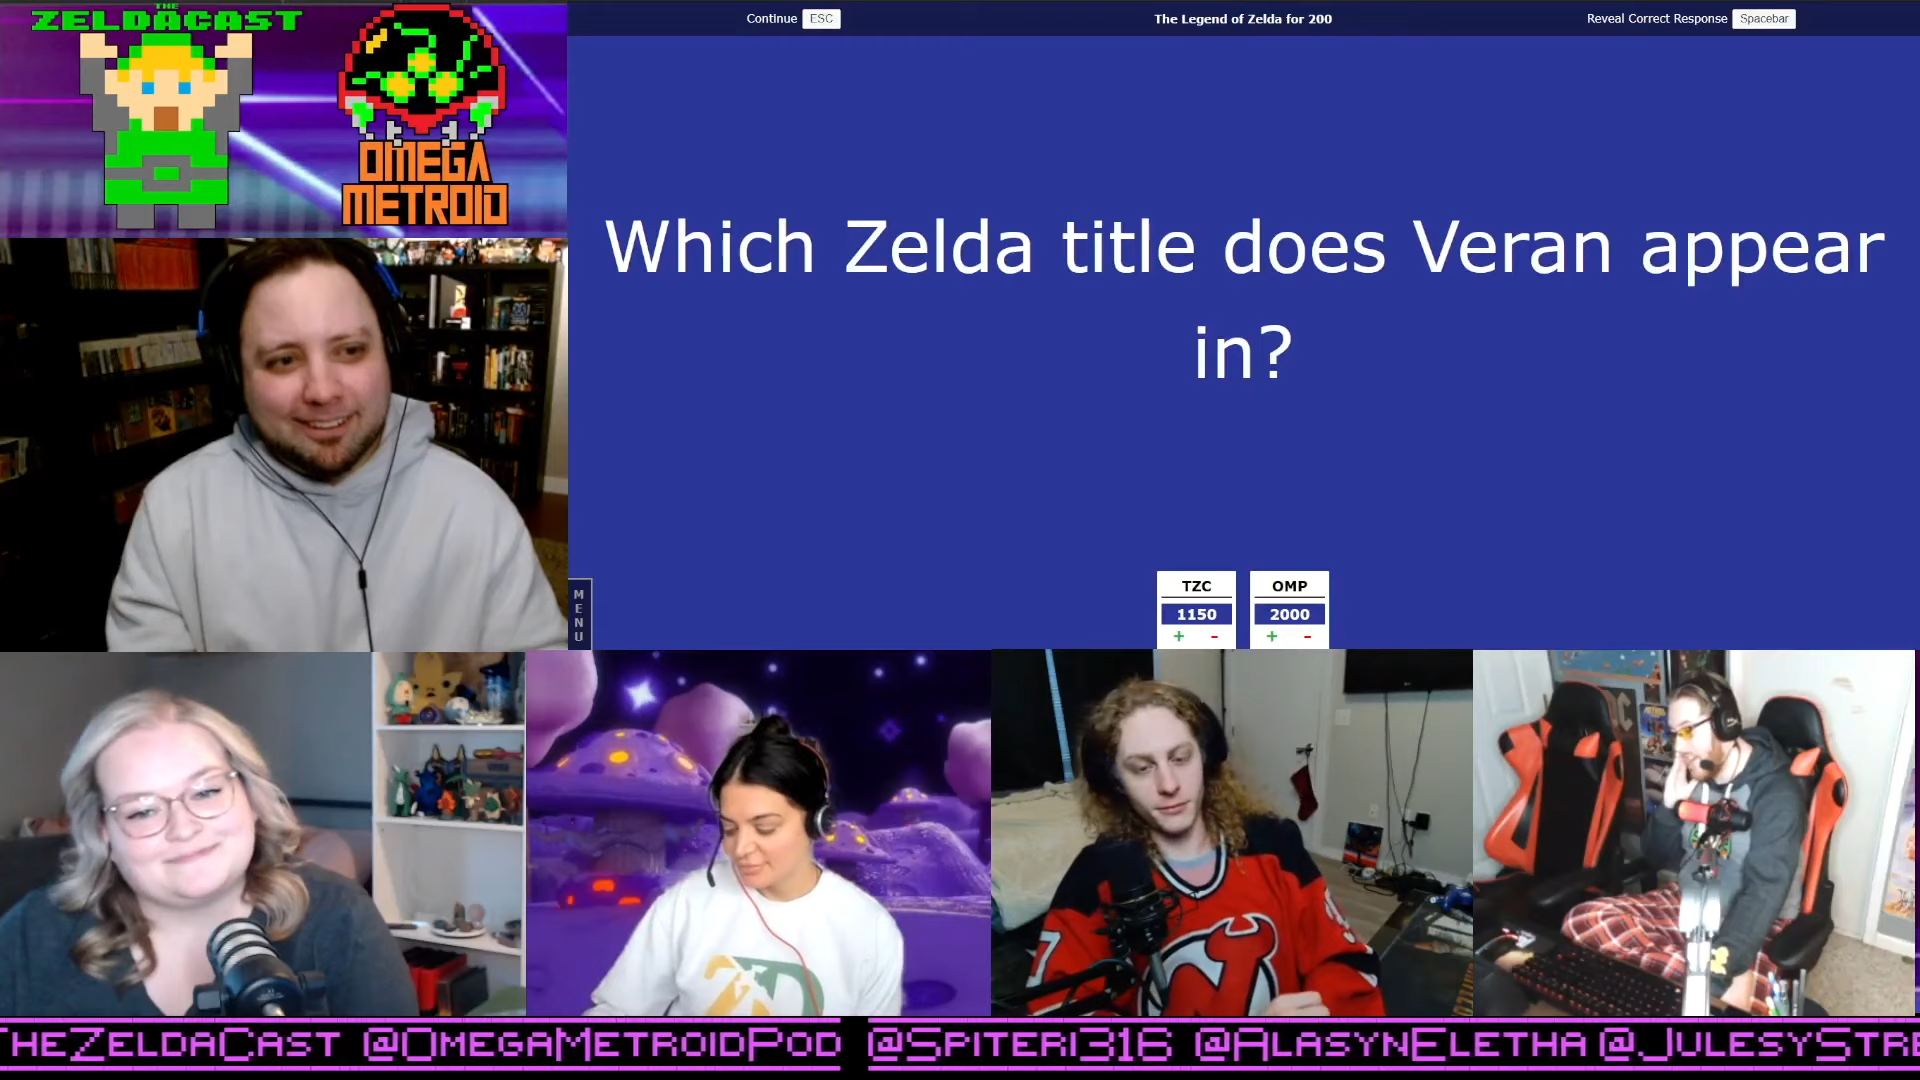 THE
ZELDACAST
OMEGA
METROID
Continue ESC
The Legend of Zelda for 200
Reveal Correct Response Spacebar
Which Zelda title does Veran appear
in?
MENU
TZC
1150
+ -
OMP
2000
+ -
THEZELDACAST @OMEGAMETROIDPOD @SPITERI316 @ALASYNELETHA @JULESYSTRE